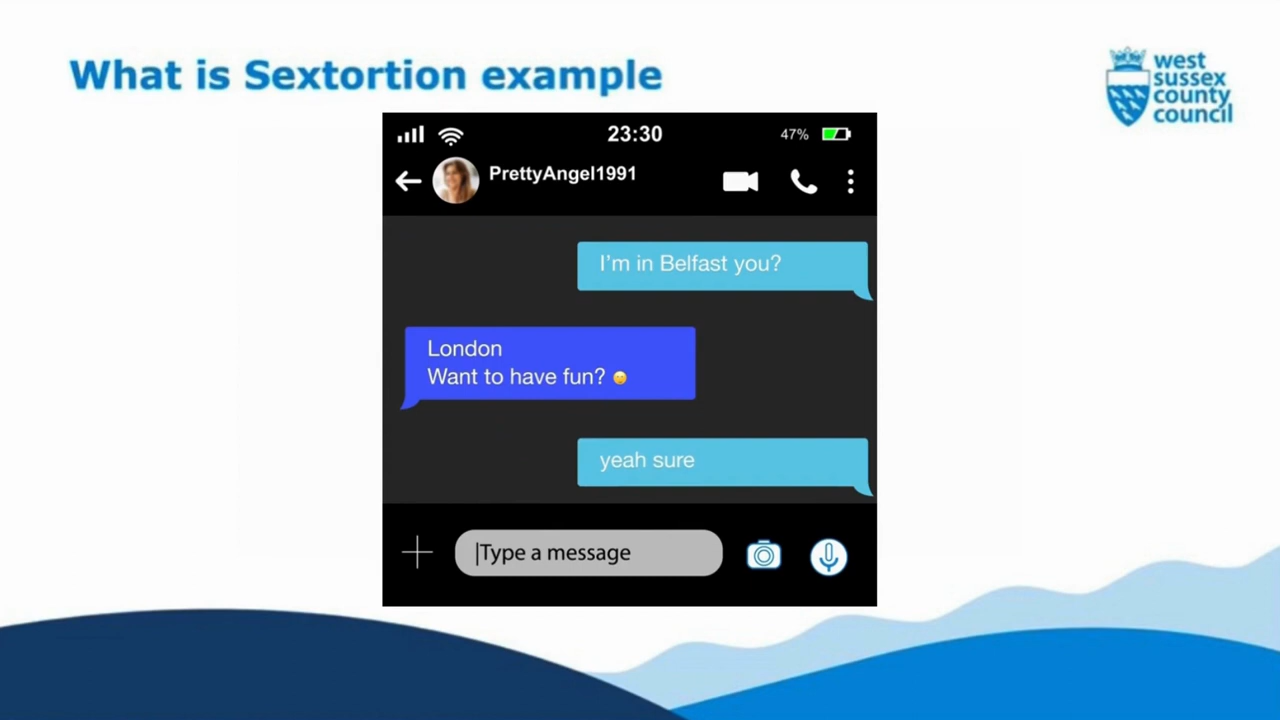 What is Sextortion example
west
sussex
county
council
23:30
47%
PrettyAngel1991
I'm in Belfast you?
London
Want to have fun?
yeah sure
Type a message